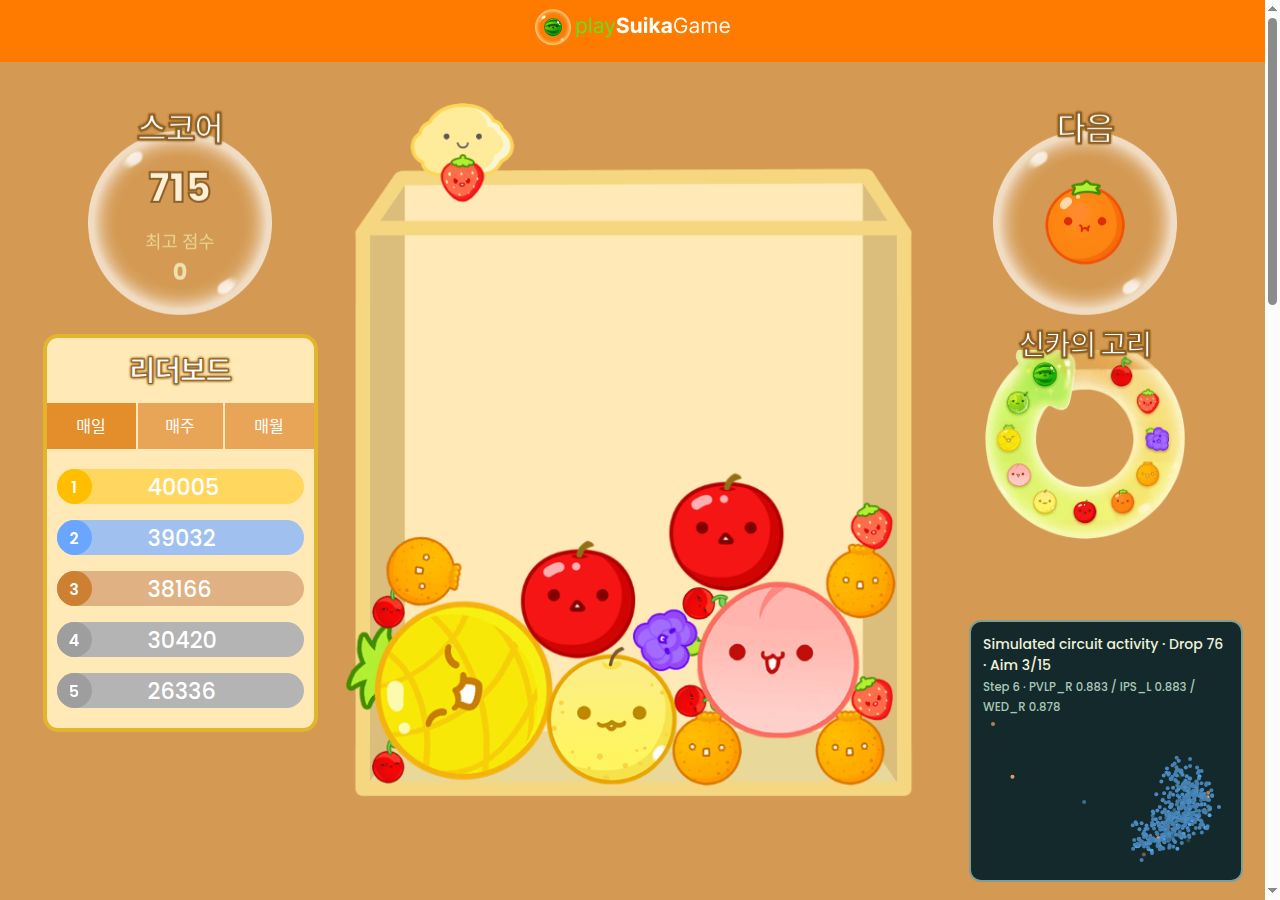 playSuikaGame
스코어
715
최고 점수
0
리더보드
매일 매주 매월
1 40005
2 39032
3 38166
4 30420
5 26336
다음
신카의 고리
Simulated circuit activity · Drop 76
· Aim 3/15
Step 6 · PVLP_R 0.883 / IPS_L 0.883 /
WED_R 0.878